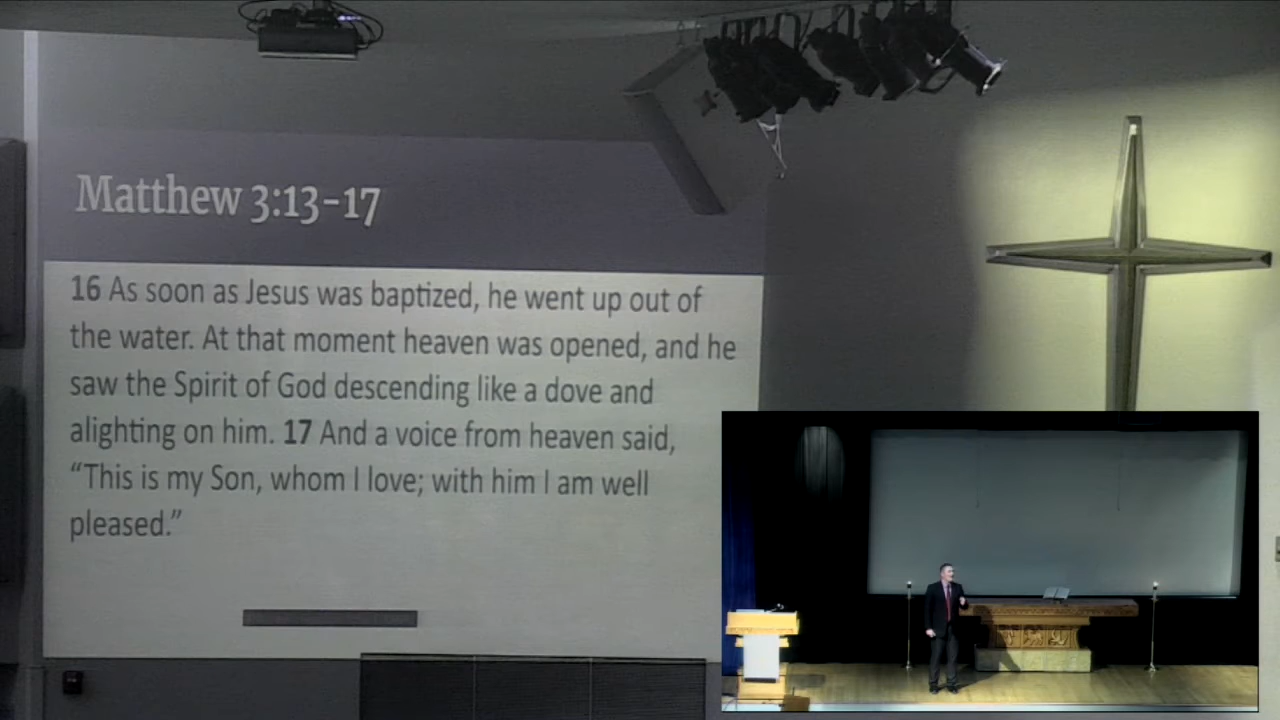 Matthew 3:13-17
16 As soon as Jesus was baptized, he went up out of
the water. At that moment heaven was opened, and he
saw the Spirit of God descending like a dove and
alighting on him. 17 And a voice from heaven said,
“This is my Son, whom I love; with him I am well
pleased.”